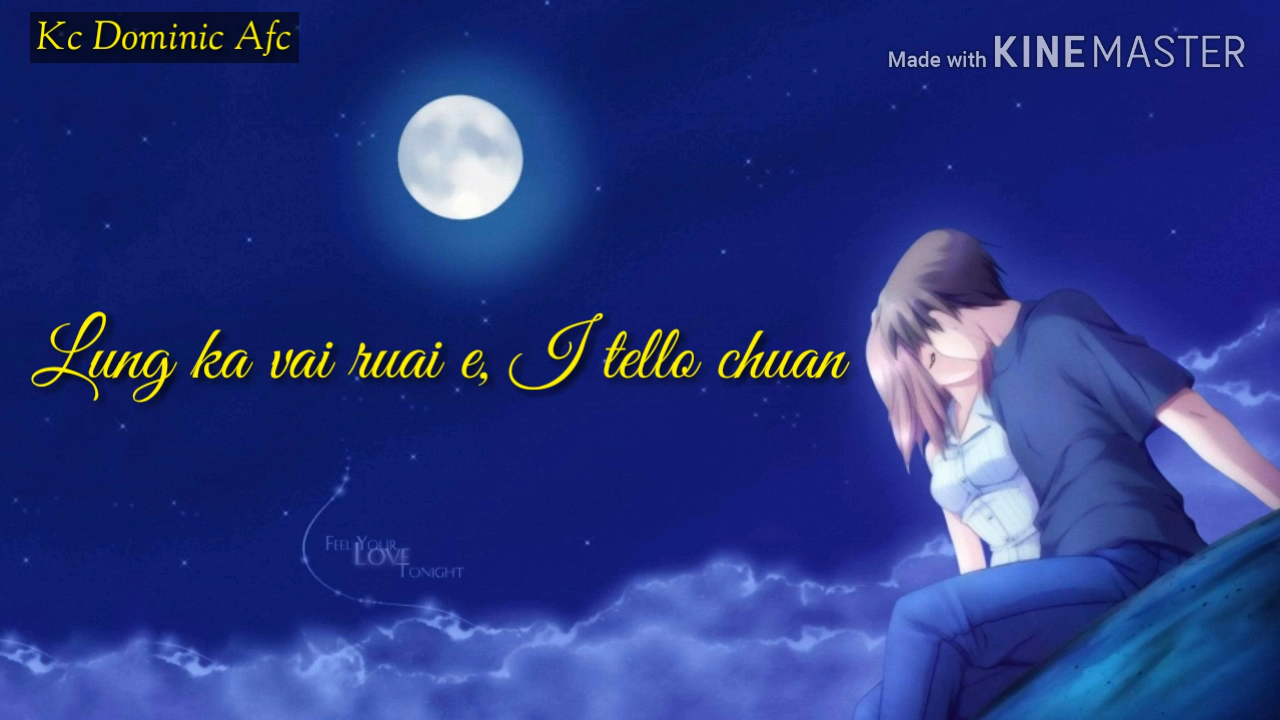 Kc Dominic Afc
Made with KINEMASTER
Lung ka vai ruai e, I tello chuan
FEEL YOUR
LOVE
TONIGHT